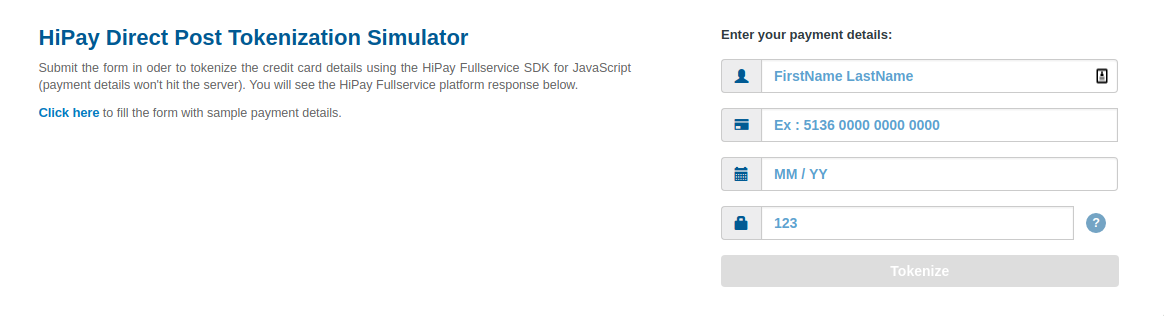 HiPay Direct Post Tokenization Simulator
Submit the form in oder to tokenize the credit card details using the HiPay Fullservice SDK for JavaScript
(payment details won't hit the server). You will see the HiPay Fullservice platform response below.
Click here to fill the form with sample payment details.
Enter your payment details:
FirstName LastName
Ex : 5136 0000 0000 0000
MM / YY
123
?
Tokenize